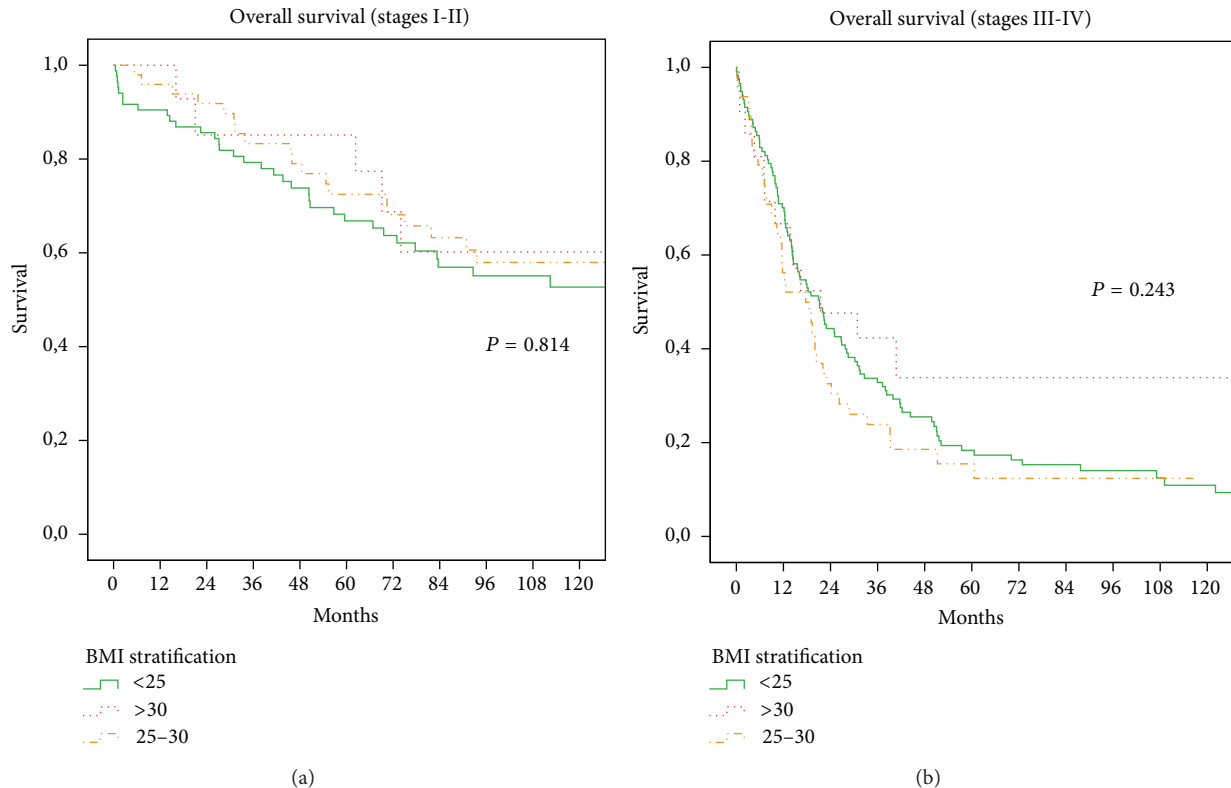 Overall survival (stages I-II)
1,0
0,8
0,6
0,4
0,2
0,0
Survival
P = 0.814
0 12 24 36 48 60 72 84 96 108 120
Months
BMI stratification
<25
>30
25–30
(a)
Overall survival (stages III-IV)
1,0
0,8
0,6
0,4
0,2
0,0
Survival
P = 0.243
0 12 24 36 48 60 72 84 96 108 120
Months
BMI stratification
<25
>30
25–30
(b)